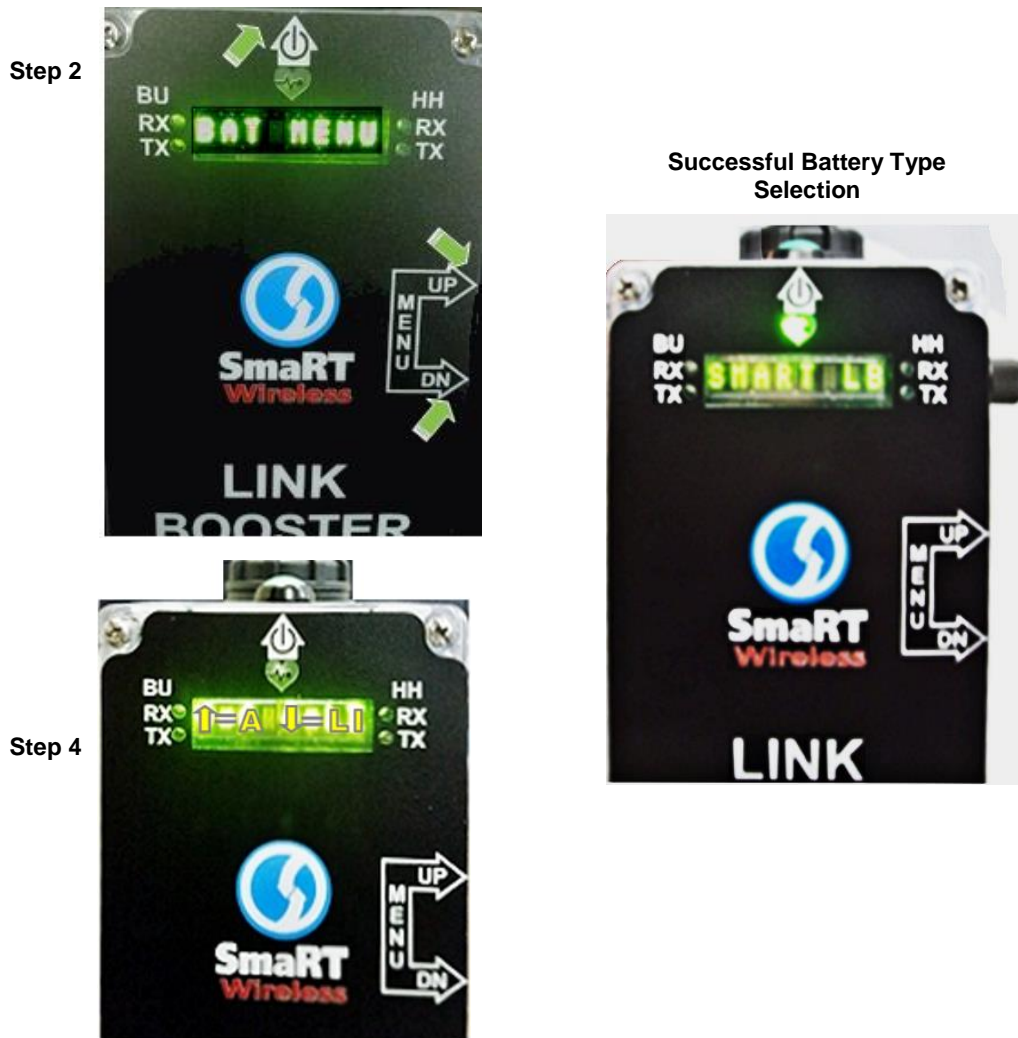 Step 2
BU
RX
TX
BAT MENU
HH
RX
TX
MENU
UP
DN
SmaRT
Wireless
LINK
BOOSTER
Step 4
BU
RX
TX
⇧=A ⇩=LI
HH
RX
TX
MENU
UP
DN
SmaRT
Wireless
Successful Battery Type
Selection
BU
RX
TX
SMART LB
HH
RX
TX
MENU
UP
DN
SmaRT
Wireless
LINK